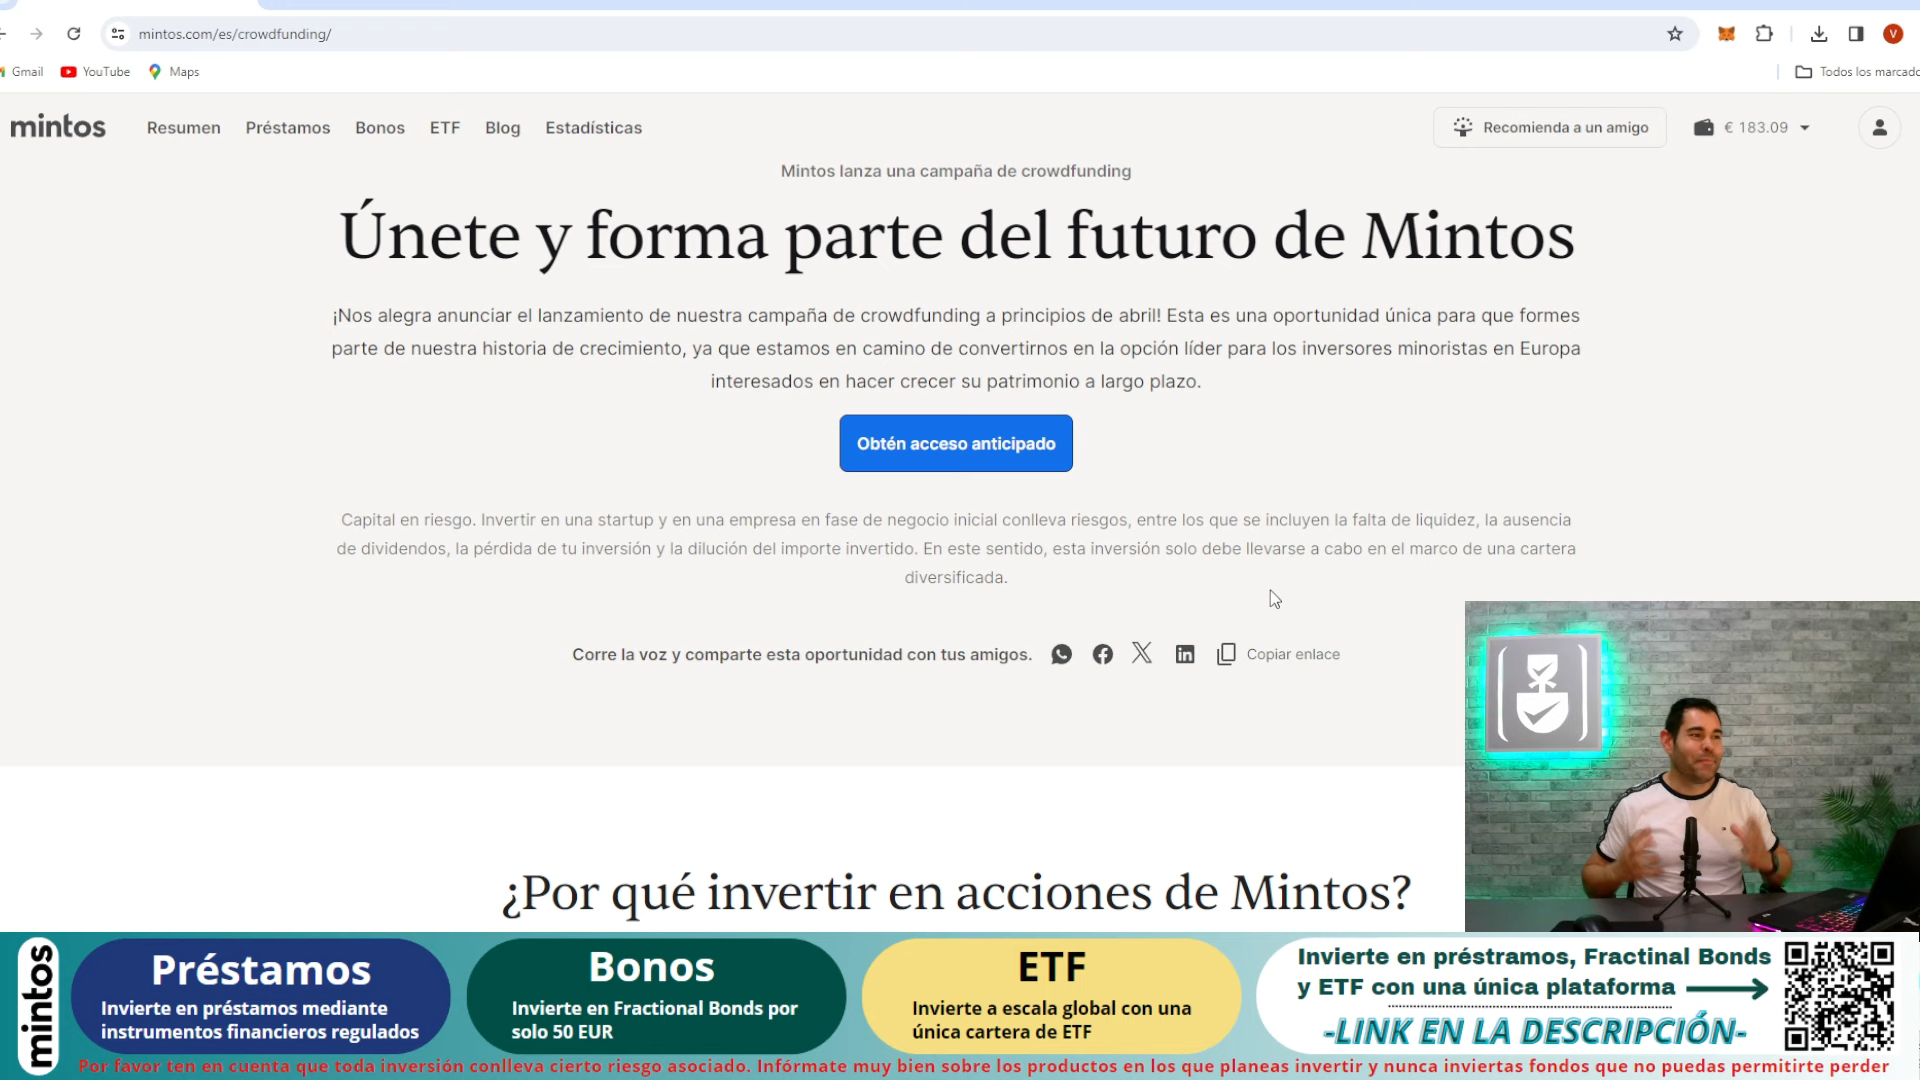 mintos.com/es/crowdfunding/
V
Gmail YouTube Maps
Todos los marcado
mintos Resumen Préstamos Bonos ETF Blog Estadísticas
Recomienda a un amigo € 183.09
Mintos lanza una campaña de crowdfunding
Únete y forma parte del futuro de Mintos
¡Nos alegra anunciar el lanzamiento de nuestra campaña de crowdfunding a principios de abril! Esta es una oportunidad única para que formes
parte de nuestra historia de crecimiento, ya que estamos en camino de convertirnos en la opción líder para los inversores minoristas en Europa
interesados en hacer crecer su patrimonio a largo plazo.
Obtén acceso anticipado
Capital en riesgo. Invertir en una startup y en una empresa en fase de negocio inicial conlleva riesgos, entre los que se incluyen la falta de liquidez, la ausencia
de dividendos, la pérdida de tu inversión y la dilución del importe invertido. En este sentido, esta inversión solo debe llevarse a cabo en el marco de una cartera
diversificada.
Corre la voz y comparte esta oportunidad con tus amigos.
Copiar enlace
¿Por qué invertir en acciones de Mintos?
mintos
Préstamos
Invierte en préstamos mediante
instrumentos financieros regulados
Bonos
Invierte en Fractional Bonds por
solo 50 EUR
ETF
Invierte a escala global con una
única cartera de ETF
Invierte en préstramos, Fractinal Bonds
y ETF con una única plataforma
-LINK EN LA DESCRIPCIÓN-
Por favor ten en cuenta que toda inversión conlleva cierto riesgo asociado. Infórmate muy bien sobre los productos en los que planeas invertir y nunca inviertas fondos que no puedas permitirte perder